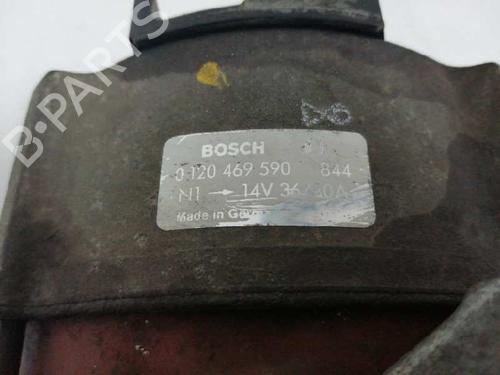 B-PARTS
BOSCH
0 120 469 590 844
N1 → 14V 36/80A
Made in